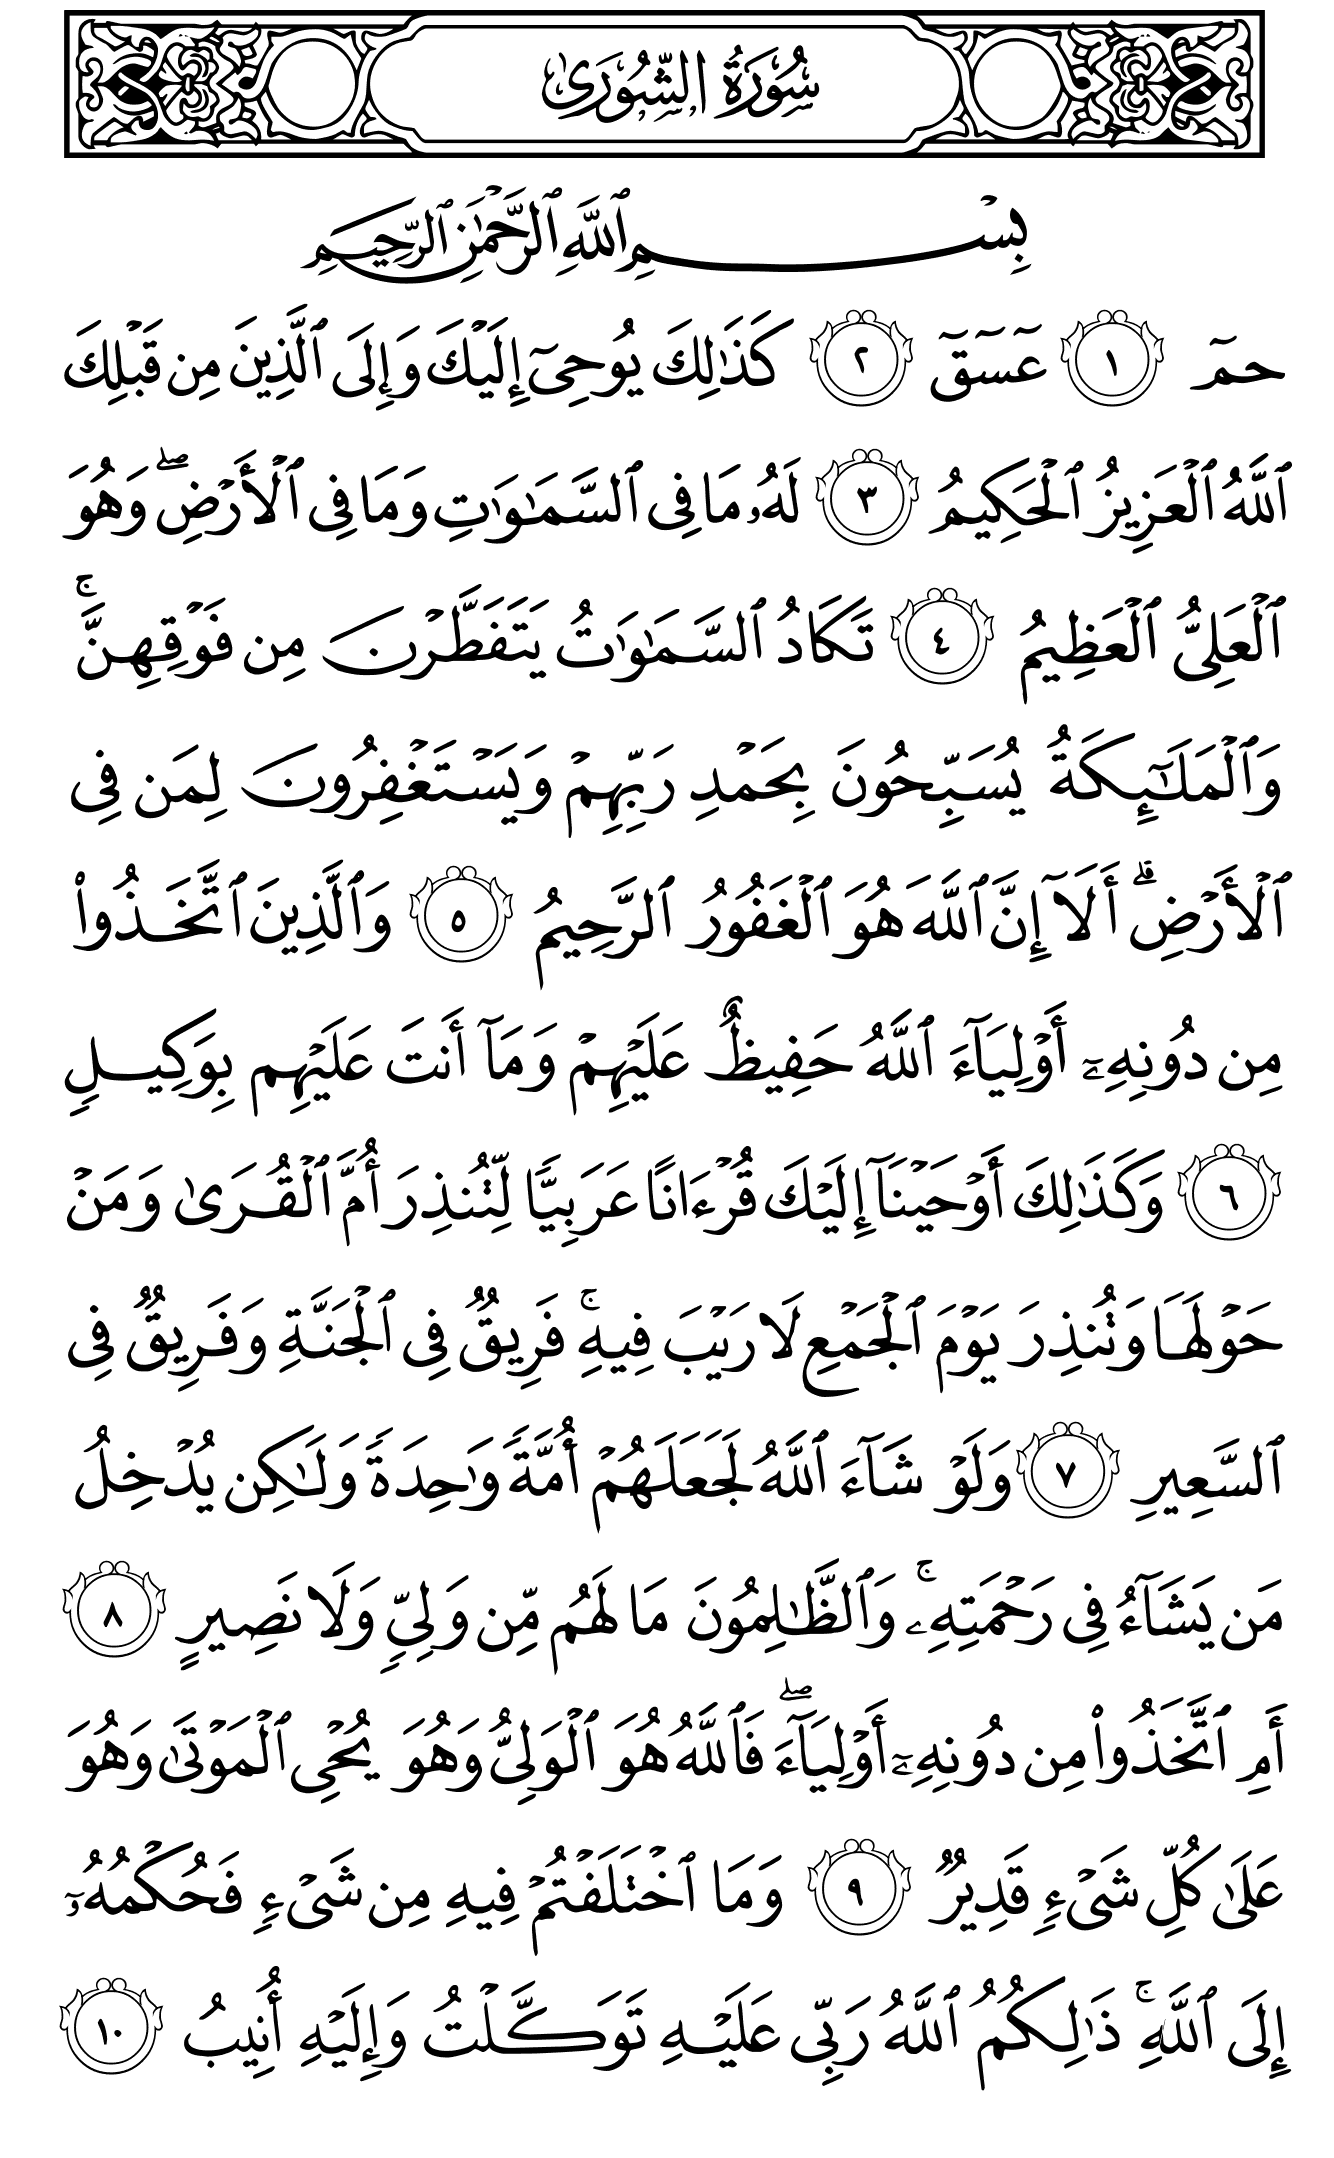 سُورَةُ الشُّورَىٰ
بِسْمِ ٱللَّهِ ٱلرَّحْمَٰنِ ٱلرَّحِيمِ
حمٓ ١ عٓسٓقٓ ٢ كَذَٰلِكَ يُوحِىٓ إِلَيْكَ وَإِلَى ٱلَّذِينَ مِن قَبْلِكَ
ٱللَّهُ ٱلْعَزِيزُ ٱلْحَكِيمُ ٣ لَهُۥ مَا فِى ٱلسَّمَٰوَٰتِ وَمَا فِى ٱلْأَرْضِ ۖ وَهُوَ
ٱلْعَلِىُّ ٱلْعَظِيمُ ٤ تَكَادُ ٱلسَّمَٰوَٰتُ يَتَفَطَّرْنَ مِن فَوْقِهِنَّ ۚ
وَٱلْمَلَٰٓئِكَةُ يُسَبِّحُونَ بِحَمْدِ رَبِّهِمْ وَيَسْتَغْفِرُونَ لِمَن فِى
ٱلْأَرْضِ ۗ أَلَآ إِنَّ ٱللَّهَ هُوَ ٱلْغَفُورُ ٱلرَّحِيمُ ٥ وَٱلَّذِينَ ٱتَّخَذُوا۟
مِن دُونِهِۦٓ أَوْلِيَآءَ ٱللَّهُ حَفِيظٌ عَلَيْهِمْ وَمَآ أَنتَ عَلَيْهِم بِوَكِيلٍ
٦ وَكَذَٰلِكَ أَوْحَيْنَآ إِلَيْكَ قُرْءَانًا عَرَبِيًّا لِّتُنذِرَ أُمَّ ٱلْقُرَىٰ وَمَنْ
حَوْلَهَا وَتُنذِرَ يَوْمَ ٱلْجَمْعِ لَا رَيْبَ فِيهِ ۚ فَرِيقٌ فِى ٱلْجَنَّةِ وَفَرِيقٌ فِى
ٱلسَّعِيرِ ٧ وَلَوْ شَآءَ ٱللَّهُ لَجَعَلَهُمْ أُمَّةً وَٰحِدَةً وَلَٰكِن يُدْخِلُ
مَن يَشَآءُ فِى رَحْمَتِهِۦ ۚ وَٱلظَّٰلِمُونَ مَا لَهُم مِّن وَلِىٍّ وَلَا نَصِيرٍ ٨
أَمِ ٱتَّخَذُوا۟ مِن دُونِهِۦٓ أَوْلِيَآءَ ۖ فَٱللَّهُ هُوَ ٱلْوَلِىُّ وَهُوَ يُحْىِ ٱلْمَوْتَىٰ وَهُوَ
عَلَىٰ كُلِّ شَىْءٍ قَدِيرٌ ٩ وَمَا ٱخْتَلَفْتُمْ فِيهِ مِن شَىْءٍ فَحُكْمُهُۥٓ
إِلَى ٱللَّهِ ۚ ذَٰلِكُمُ ٱللَّهُ رَبِّى عَلَيْهِ تَوَكَّلْتُ وَإِلَيْهِ أُنِيبُ ١٠